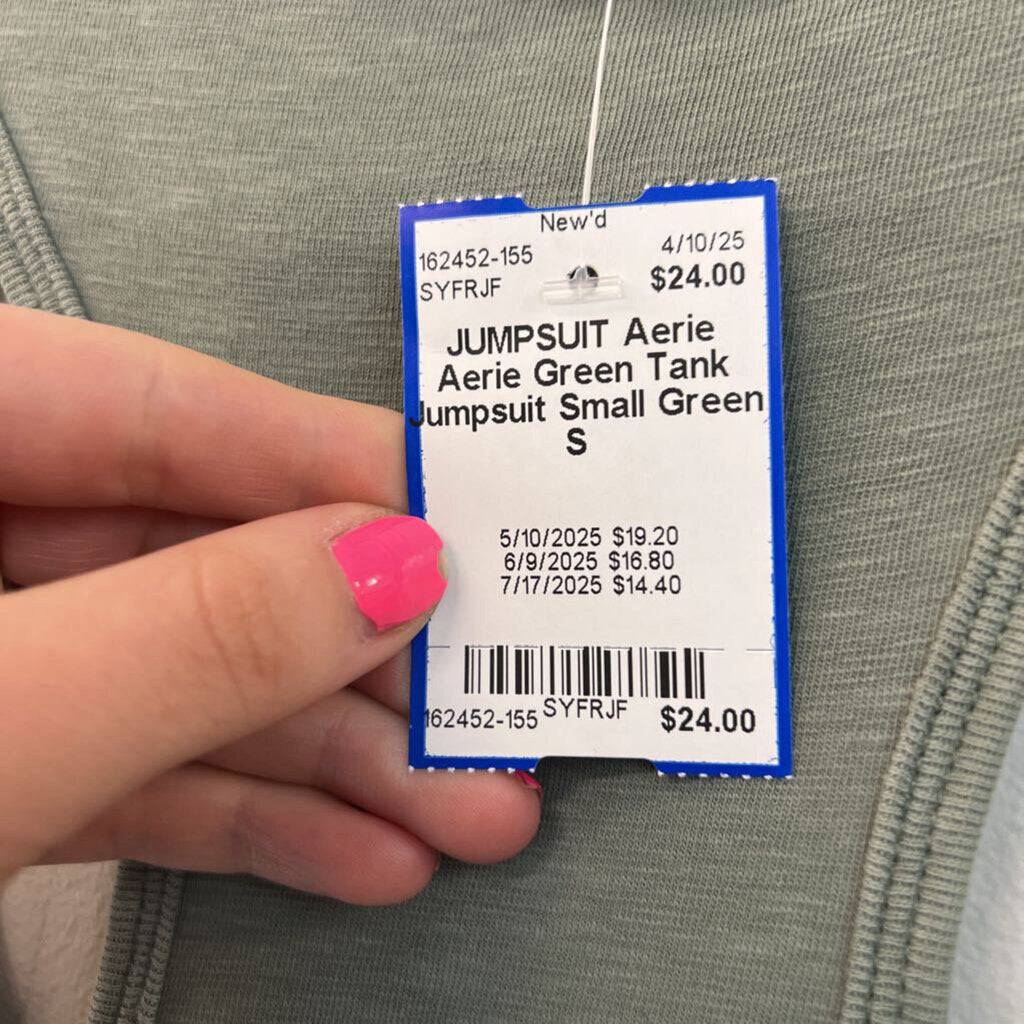 New'd
162452-155 4/10/25
SYFRJF $24.00
JUMPSUIT Aerie
Aerie Green Tank
Jumpsuit Small Green
S
5/10/2025 $19.20
6/9/2025 $16.80
7/17/2025 $14.40
162452-155 SYFRJF $24.00